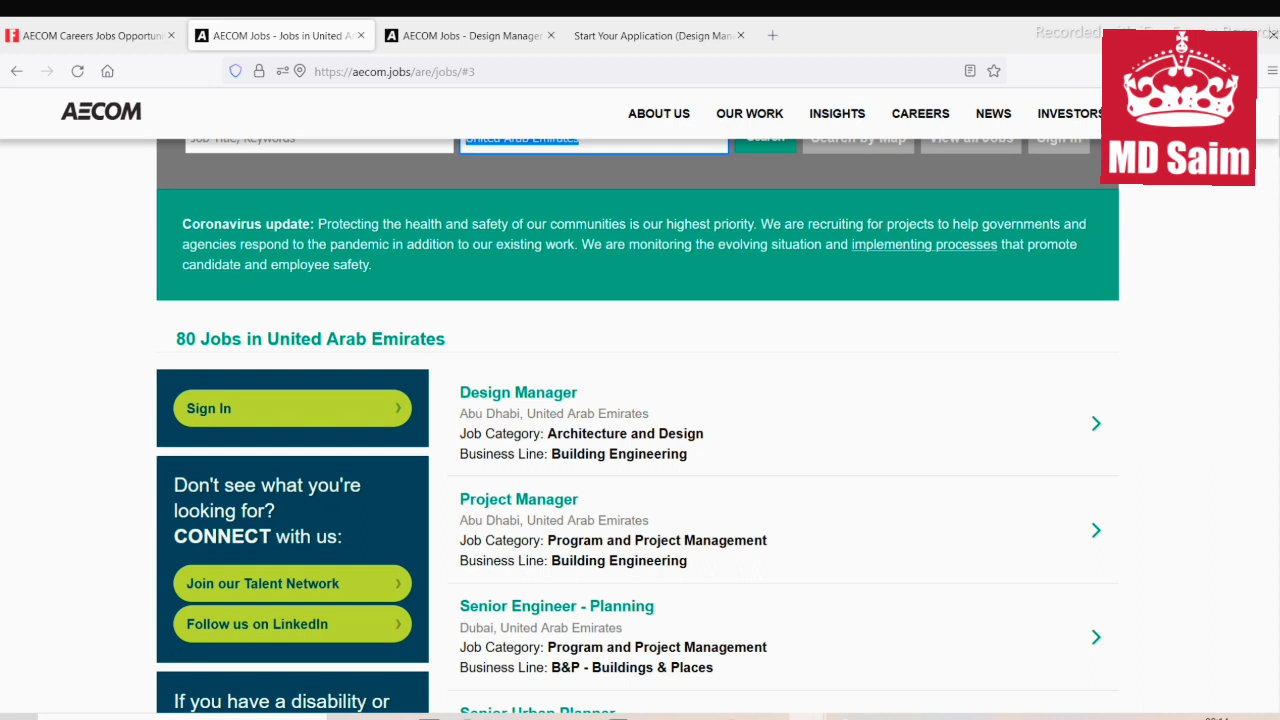 Recorded with
AECOM Careers Jobs Opportuni
AECOM Jobs - Jobs in United Ar
AECOM Jobs - Design Manager
Start Your Application (Design Man
https://aecom.jobs/are/jobs/#3
AECOM
ABOUT US
OUR WORK
INSIGHTS
CAREERS
NEWS
INVESTORS
MD Saim
Job Title, Keywords
United Arab Emirates
Search
Search by Map
View all Jobs
Sign In
Coronavirus update: Protecting the health and safety of our communities is our highest priority. We are recruiting for projects to help governments and
agencies respond to the pandemic in addition to our existing work. We are monitoring the evolving situation and implementing processes that promote
candidate and employee safety.
80 Jobs in United Arab Emirates
Sign In
Don't see what you're
looking for?
CONNECT with us:
Join our Talent Network
Follow us on LinkedIn
If you have a disability or
Design Manager
Abu Dhabi, United Arab Emirates
Job Category: Architecture and Design
Business Line: Building Engineering
Project Manager
Abu Dhabi, United Arab Emirates
Job Category: Program and Project Management
Business Line: Building Engineering
Senior Engineer - Planning
Dubai, United Arab Emirates
Job Category: Program and Project Management
Business Line: B&P - Buildings & Places
Senior Urban Planner